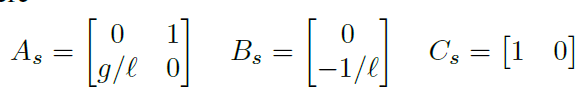 A_s = [0 1; g/ℓ 0] B_s = [0; -1/ℓ] C_s = [1 0]